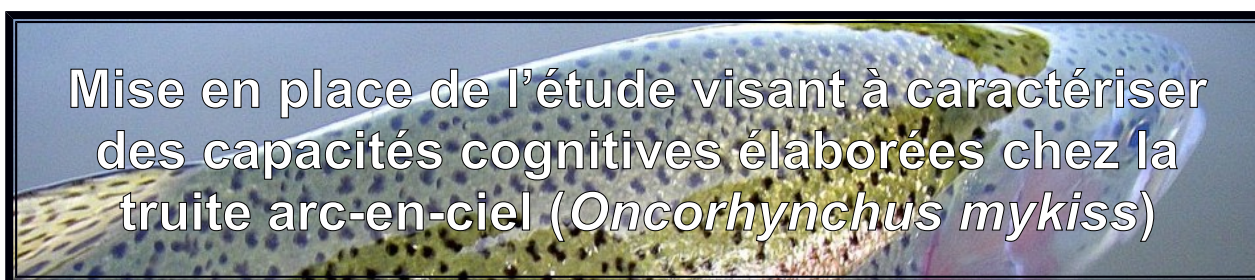 Mise en place de l’étude visant à caractériser
des capacités cognitives élaborées chez la
truite arc-en-ciel (Oncorhynchus mykiss)